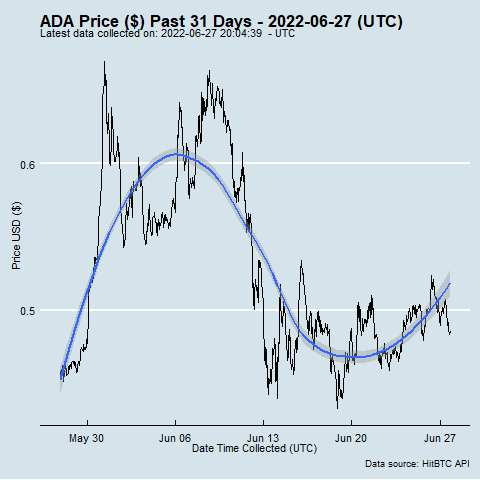 ADA Price ($) Past 31 Days - 2022-06-27 (UTC)
Latest data collected on: 2022-06-27 20:04:39 - UTC
0.6
Price USD ($)
0.5
May 30 Jun 06 Jun 13 Jun 20 Jun 27
Date Time Collected (UTC)
Data source: HitBTC API